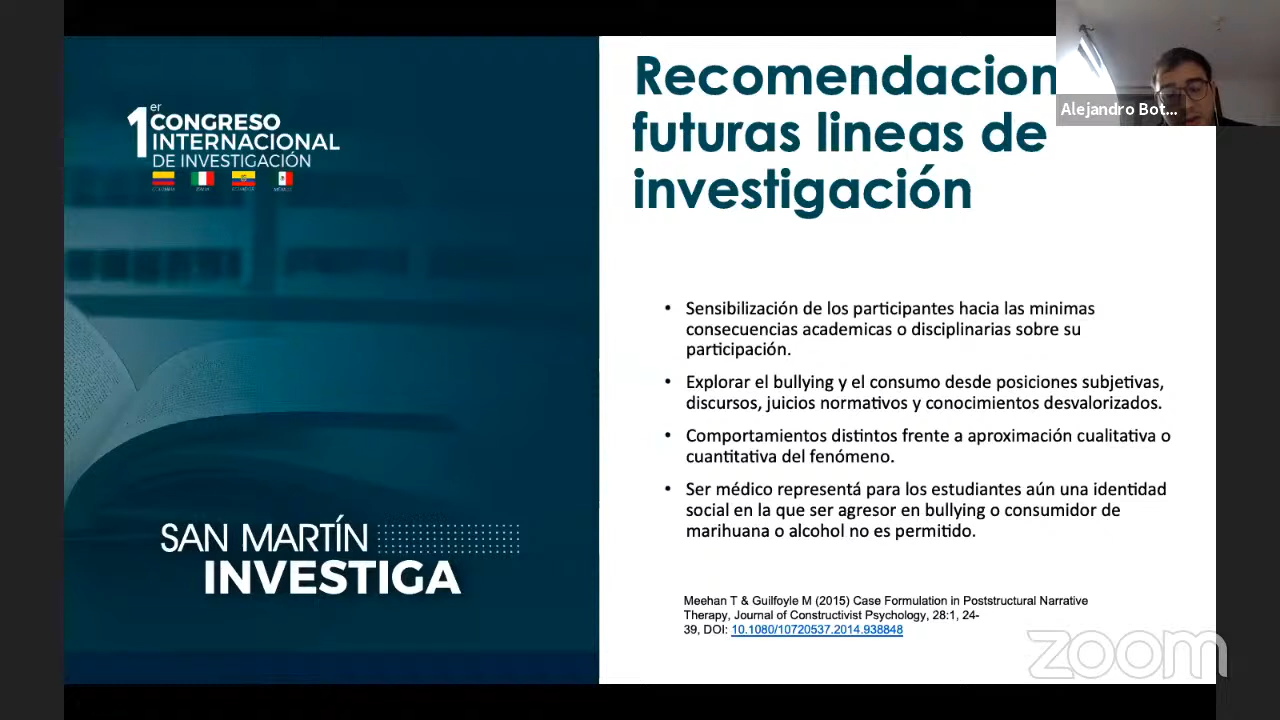 1er
CONGRESO
INTERNACIONAL
DE INVESTIGACIÓN
SAN MARTÍN
INVESTIGA
Recomendacion
futuras lineas de
investigación
Alejandro Bot...
• Sensibilización de los participantes hacia las minimas
consecuencias academicas o disciplinarias sobre su
participación.
• Explorar el bullying y el consumo desde posiciones subjetivas,
discursos, juicios normativos y conocimientos desvalorizados.
• Comportamientos distintos frente a aproximación cualitativa o
cuantitativa del fenómeno.
• Ser médico representá para los estudiantes aún una identidad
social en la que ser agresor en bullying o consumidor de
marihuana o alcohol no es permitido.
Meehan T & Guilfoyle M (2015) Case Formulation in Poststructural Narrative
Therapy, Journal of Constructivist Psychology, 28:1, 24-
39, DOI: 10.1080/10720537.2014.938848
zoom